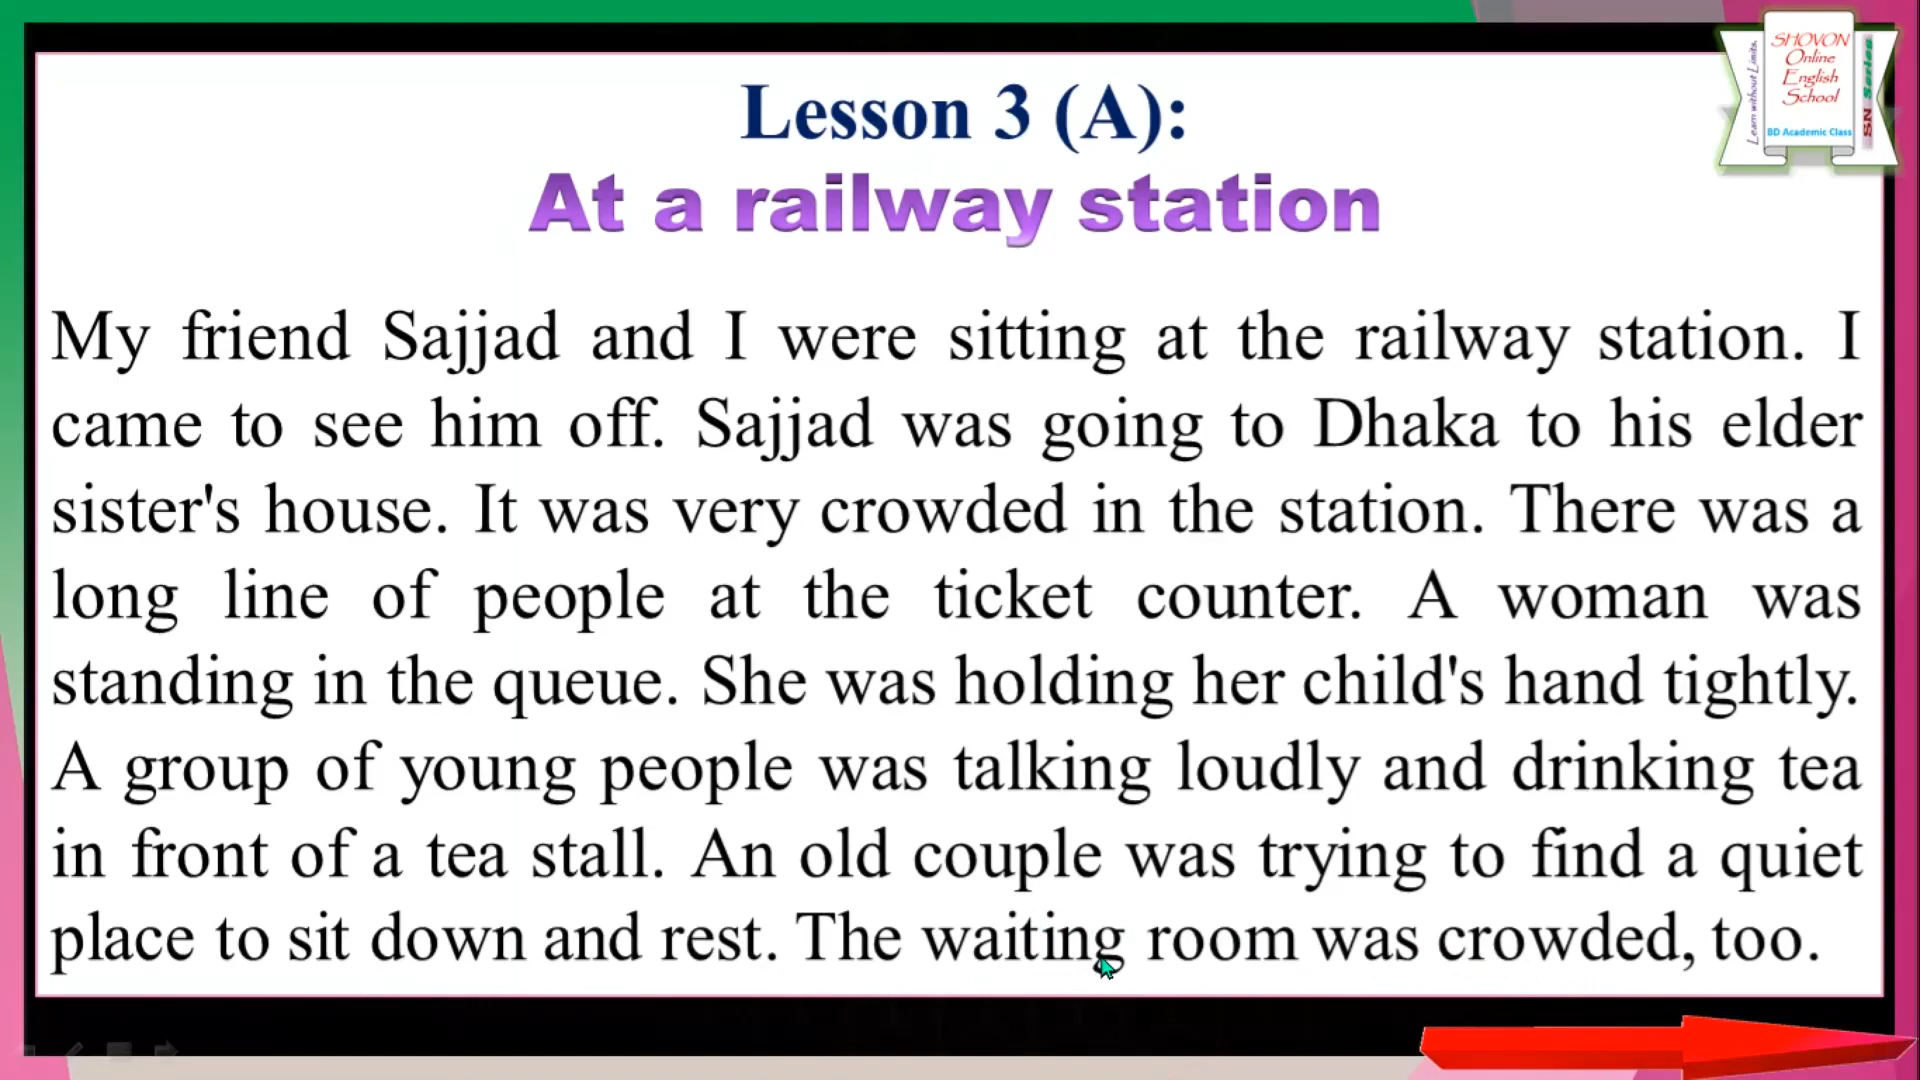 Lesson 3 (A):
At a railway station
My friend Sajjad and I were sitting at the railway station. I
came to see him off. Sajjad was going to Dhaka to his elder
sister's house. It was very crowded in the station. There was a
long line of people at the ticket counter. A woman was
standing in the queue. She was holding her child's hand tightly.
A group of young people was talking loudly and drinking tea
in front of a tea stall. An old couple was trying to find a quiet
place to sit down and rest. The waiting room was crowded, too.
Learn without Limits.
SHOVON
Online
English
School
BD Academic Class
SN Series